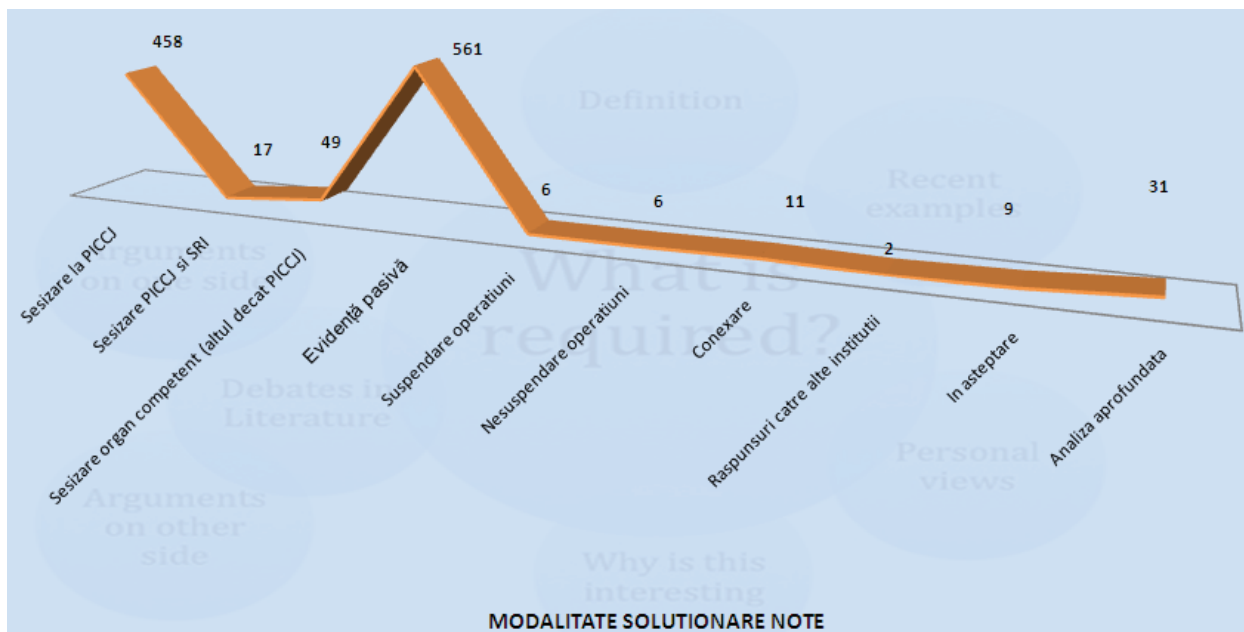 458
561
17
49
6
6
11
2
9
31
Definition
Recent
examples
Arguments
on one side
What is
required?
Debates in
Literature
Personal
views
Arguments
on other
side
Why is this
interesting
Sesizare la PICCJ
Sesizare PICCJ si SRI
Sesizare organ competent (altul decat PICCJ)
Evidență pasivă
Suspendare operatiuni
Nesuspendare operatiuni
Conexare
Raspunsuri catre alte institutii
In asteptare
Analiza aprofundata
MODALITATE SOLUTIONARE NOTE